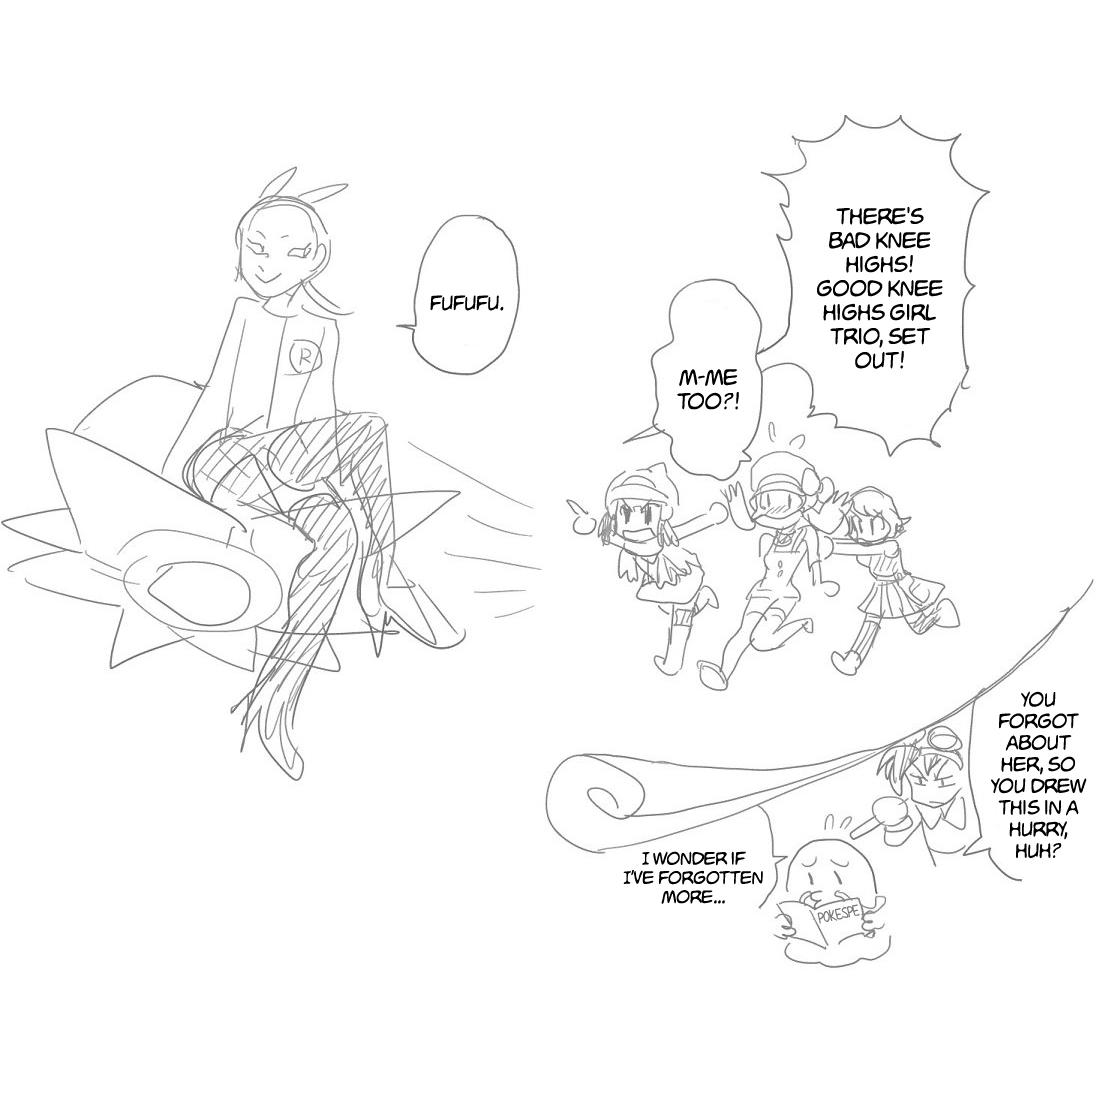 FUFUFU.
R
THERE'S
BAD KNEE
HIGHS!
GOOD KNEE
HIGHS GIRL
TRIO, SET
OUT!
M-ME
TOO?!
YOU
FORGOT
ABOUT
HER, SO
YOU DREW
THIS IN A
HURRY,
HUH?
I WONDER IF
I'VE FORGOTTEN
MORE...
POKESPE